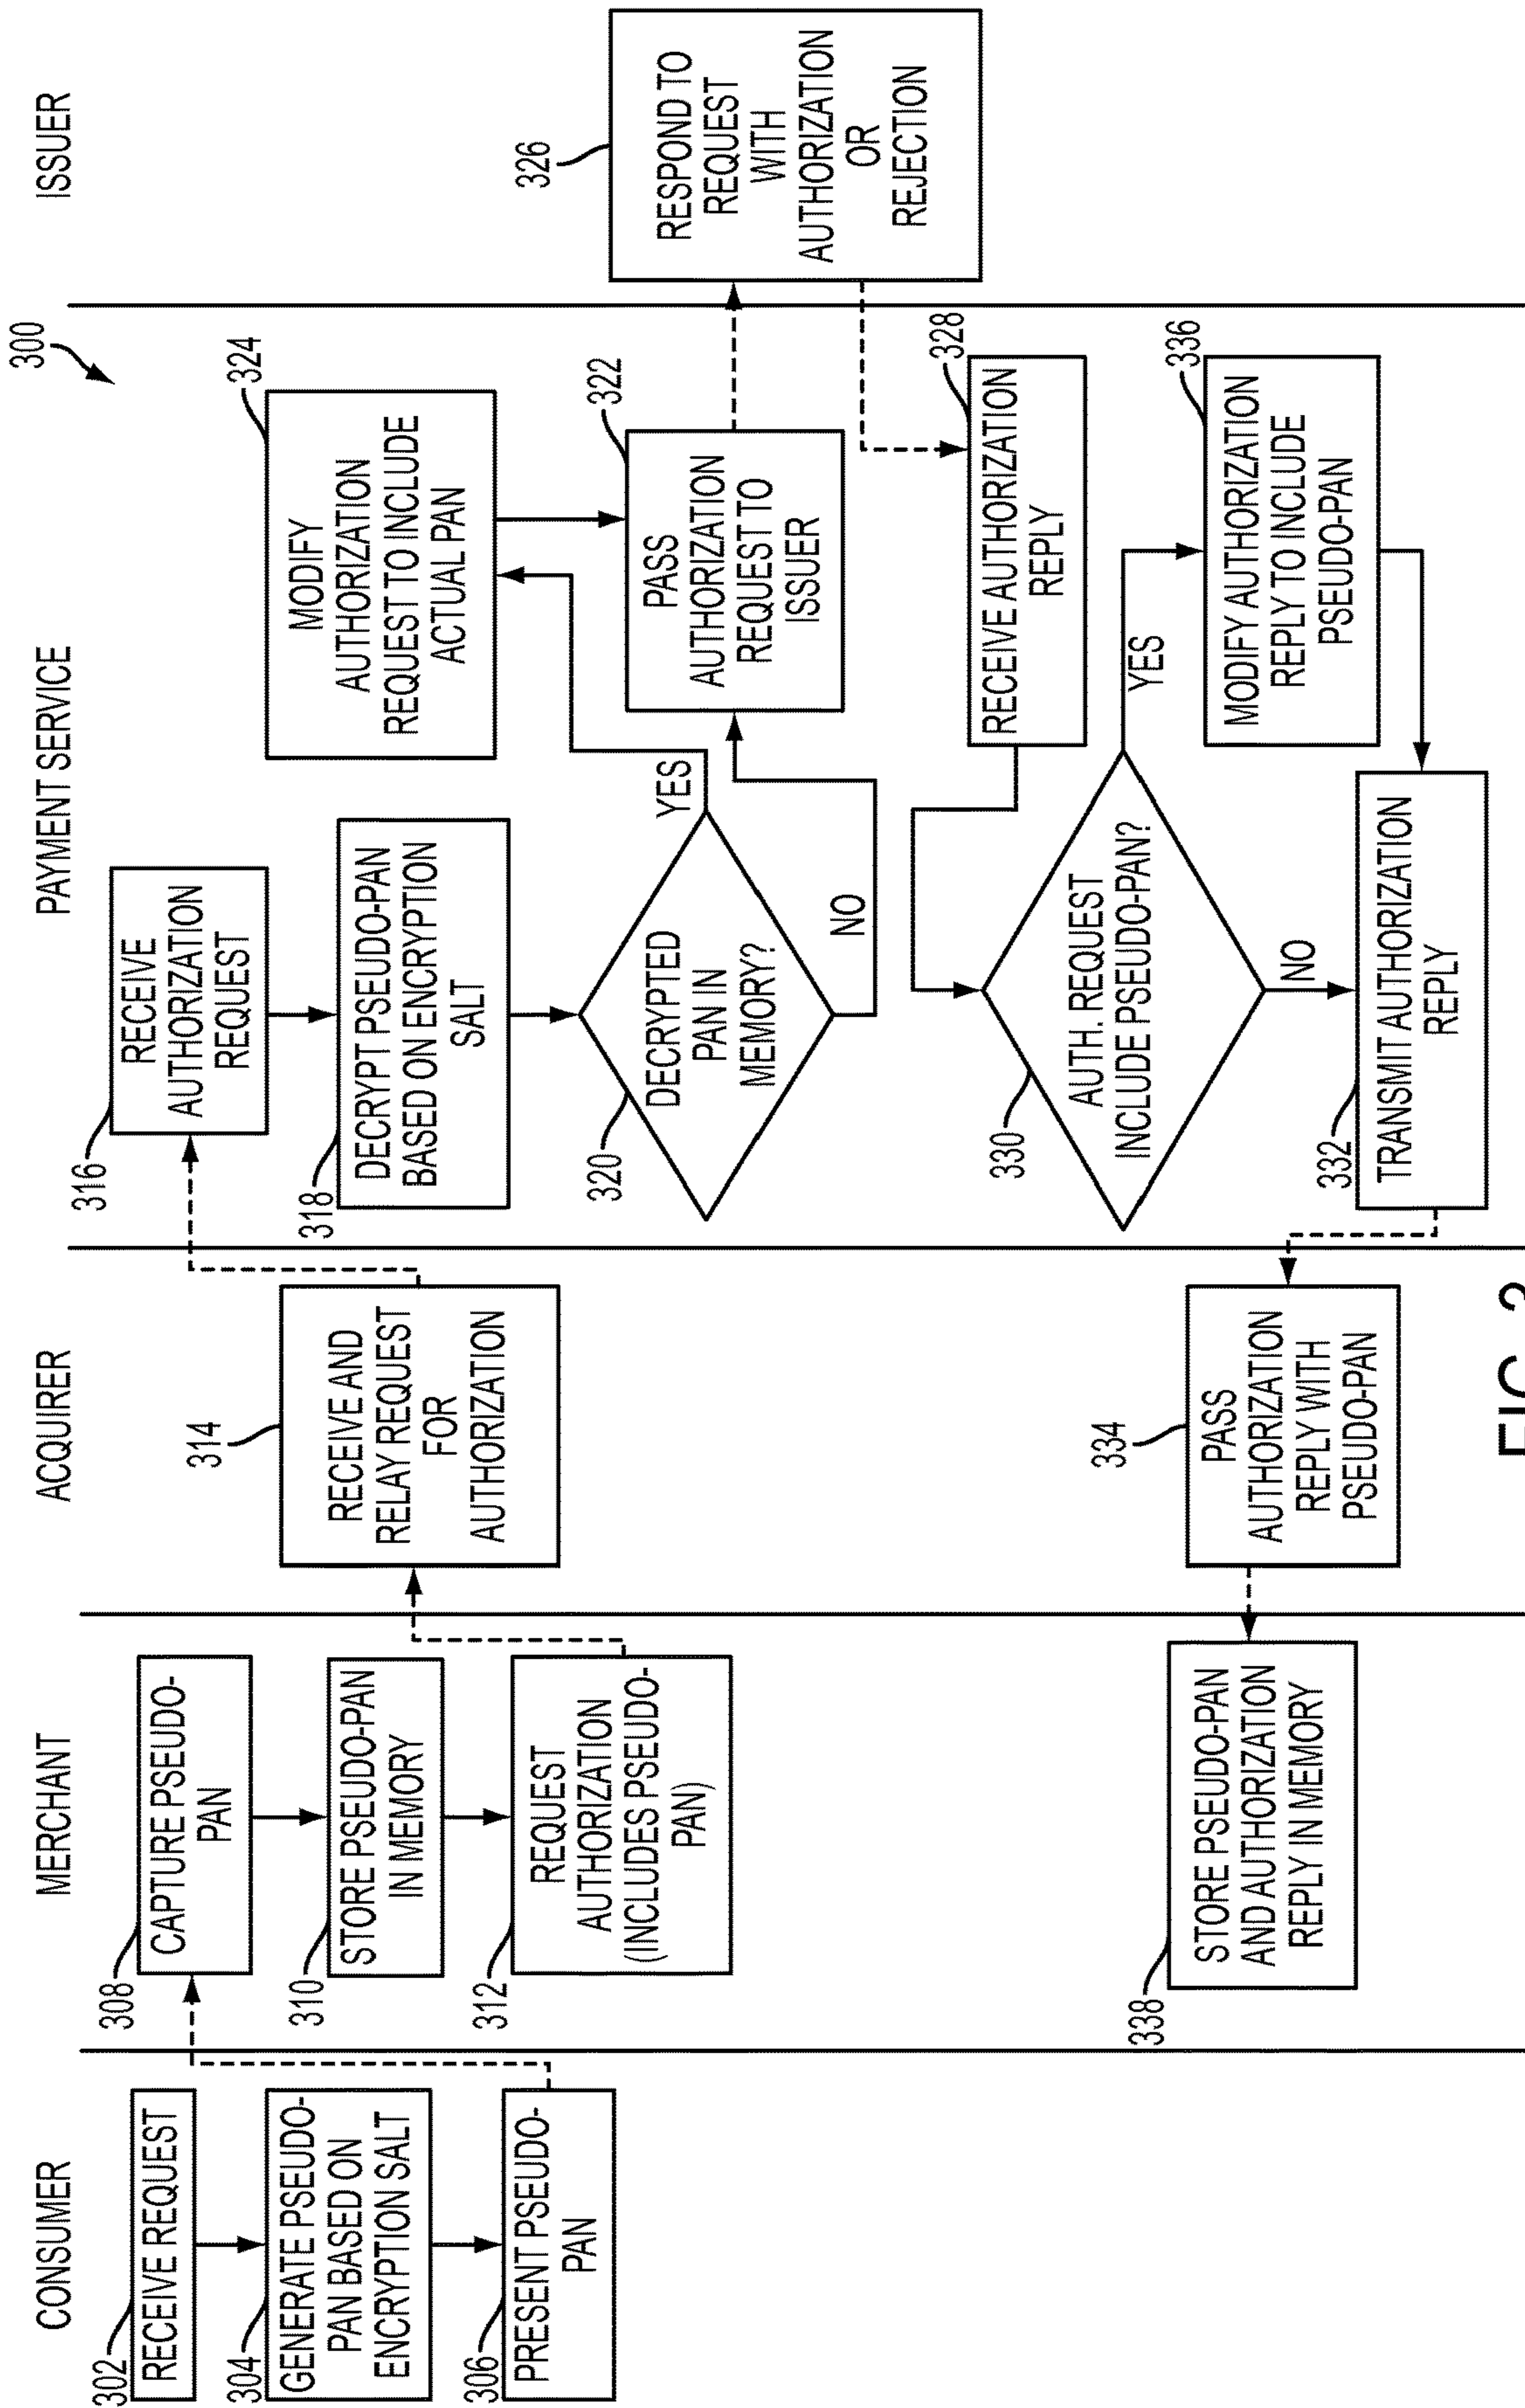 300
CONSUMER
302
RECEIVE REQUEST
304
GENERATE PSEUDO-
PAN BASED ON
ENCRYPTION SALT
306
PRESENT PSEUDO-
PAN
MERCHANT
308
CAPTURE PSEUDO-
PAN
310
STORE PSEUDO-PAN
IN MEMORY
312
REQUEST
AUTHORIZATION
(INCLUDES PSEUDO-
PAN)
338
STORE PSEUDO-PAN
AND AUTHORIZATION
REPLY IN MEMORY
ACQUIRER
314
RECEIVE AND
RELAY REQUEST
FOR
AUTHORIZATION
334
PASS
AUTHORIZATION
REPLY WITH
PSEUDO-PAN
PAYMENT SERVICE
316
RECEIVE
AUTHORIZATION
REQUEST
318
DECRYPT PSEUDO-PAN
BASED ON ENCRYPTION
SALT
320
DECRYPTED
PAN IN
MEMORY?
YES
NO
324
MODIFY
AUTHORIZATION
REQUEST TO INCLUDE
ACTUAL PAN
322
PASS
AUTHORIZATION
REQUEST TO
ISSUER
328
RECEIVE AUTHORIZATION
REPLY
330
AUTH. REQUEST
INCLUDE PSEUDO-PAN?
YES
NO
336
MODIFY AUTHORIZATION
REPLY TO INCLUDE
PSEUDO-PAN
332
TRANSMIT AUTHORIZATION
REPLY
ISSUER
326
RESPOND TO
REQUEST
WITH
AUTHORIZATION
OR
REJECTION